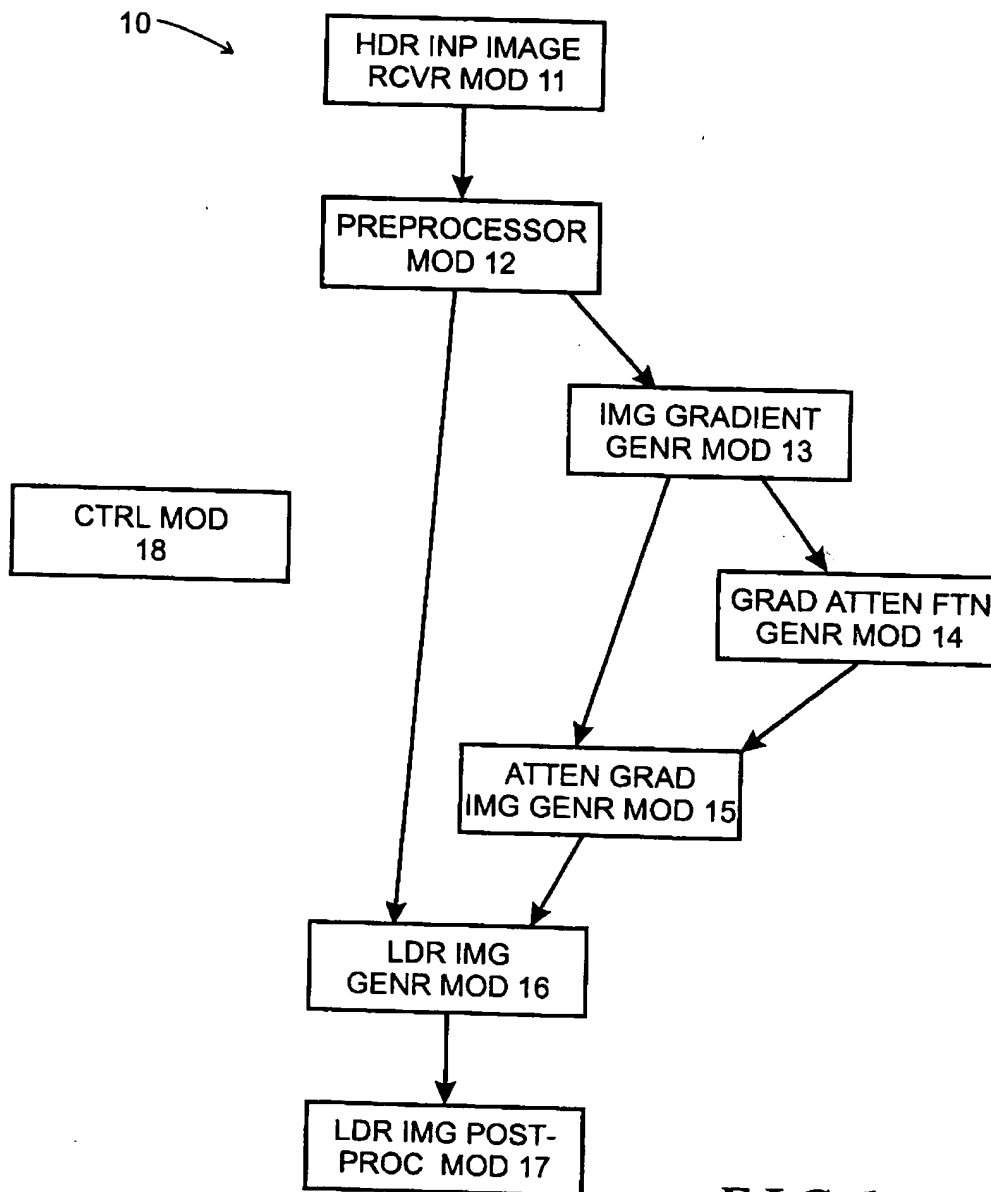 10
HDR INP IMAGE
RCVR MOD 11
PREPROCESSOR
MOD 12
IMG GRADIENT
GENR MOD 13
CTRL MOD
18
GRAD ATTEN FTN
GENR MOD 14
ATTEN GRAD
IMG GENR MOD 15
LDR IMG
GENR MOD 16
LDR IMG POST-
PROC MOD 17